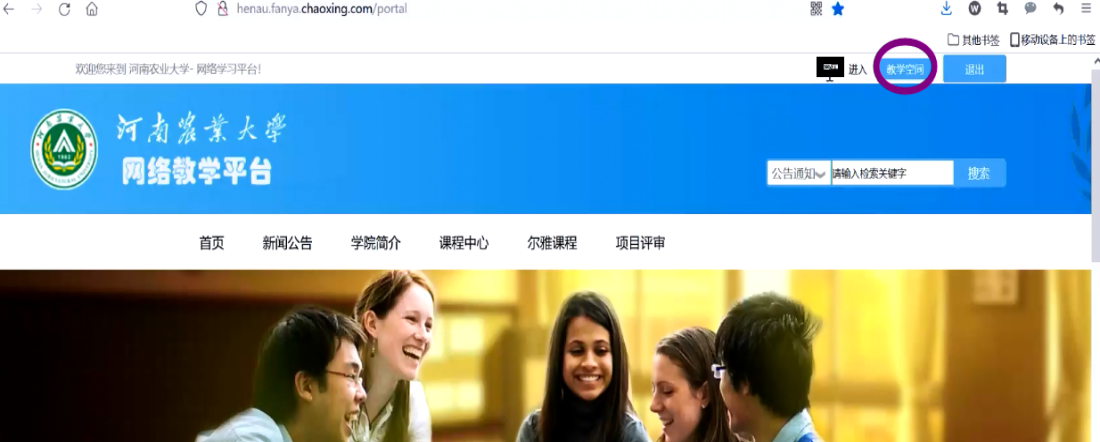 henau.fanya.chaoxing.com/portal
其他书签 移动设备上的书签
欢迎您来到 河南农业大学- 网络学习平台!
进入 教学空间 退出
河南農業大學
网络教学平台
公告通知 请输入检索关键字 搜索
首页 新闻公告 学院简介 课程中心 尔雅课程 项目评审